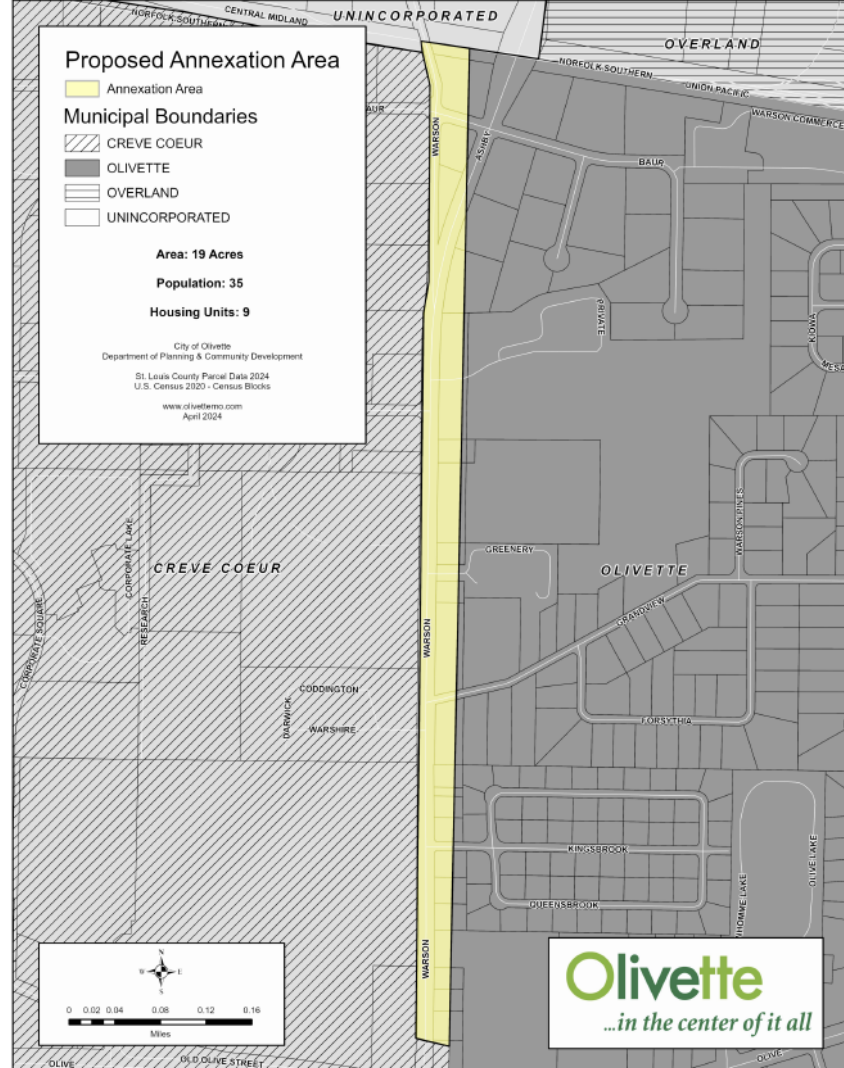 NORFOLK SOUTHERN
CENTRAL MIDLAND
UNINCORPORATED
OVERLAND
NORFOLK SOUTHERN
UNION PACIFIC
WARSON COMMERCE
Proposed Annexation Area
Annexation Area
Municipal Boundaries
CREVE COEUR
OLIVETTE
OVERLAND
UNINCORPORATED
Area: 19 Acres
Population: 35
Housing Units: 9
City of Olivette
Department of Planning & Community Development
St. Louis County Parcel Data 2024
U.S. Census 2020 - Census Blocks
www.olivettemo.com
April 2024
AUR
WARSON
ASHBY
BAUR
PRIVATE
KIOWA
MESA
WARSON PINES
CORPORATE LAKE
CREVE COEUR
GREENERY
OLIVETTE
CORPORATE SQUARE
RESEARCH
WARSON
GRANDVIEW
CODDINGTON
DARWICK
WARSHIRE
FORSYTHIA
KINGSBROOK
QUEENSBROOK
HOMME LAKE
OLIVE LAKE
WARSON
N
W E
S
0 0.02 0.04 0.08 0.12 0.16
Miles
Olivette
...in the center of it all
OLIVE
OLD OLIVE STREET
OLIVE